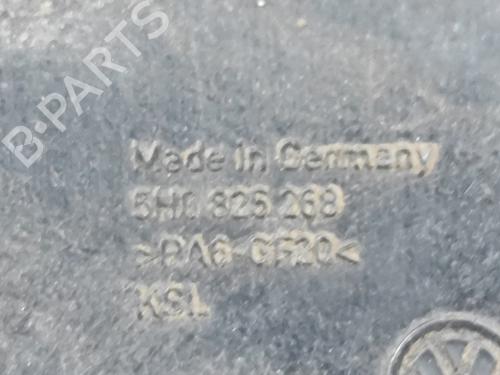 B-PARTS
Made in Germany
5H0 825 268
>PA6-GF20<
KSL